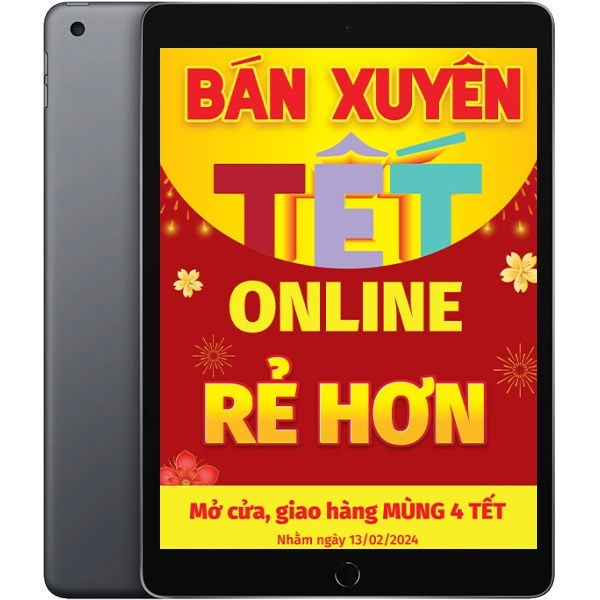 BÁN XUYÊN
TẾT
ONLINE
RẺ HƠN
Mở cửa, giao hàng MÙNG 4 TẾT
Nhằm ngày 13/02/2024